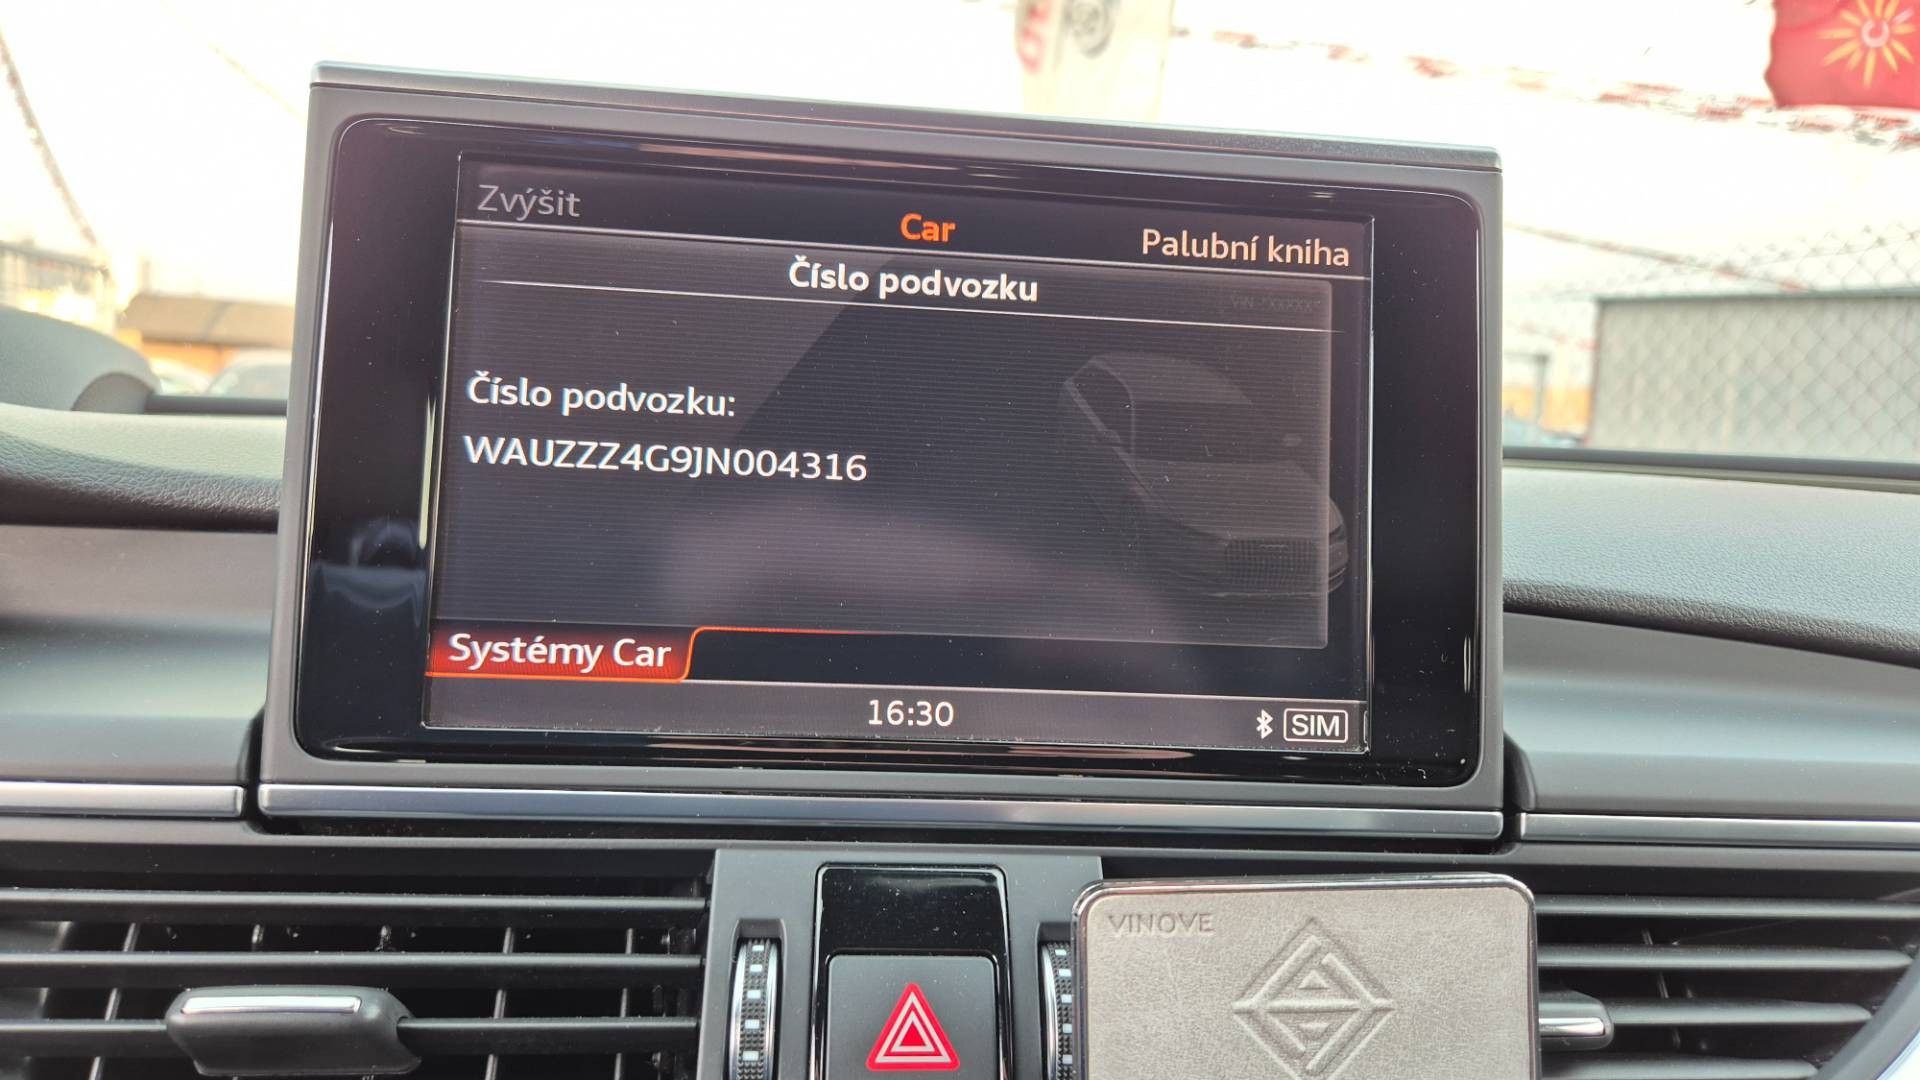 Zvýšit
Car
Palubní kniha
Číslo podvozku
Číslo podvozku:
WAUZZZ4G9JN004316
Systémy Car
16:30
SIM
VINOVE